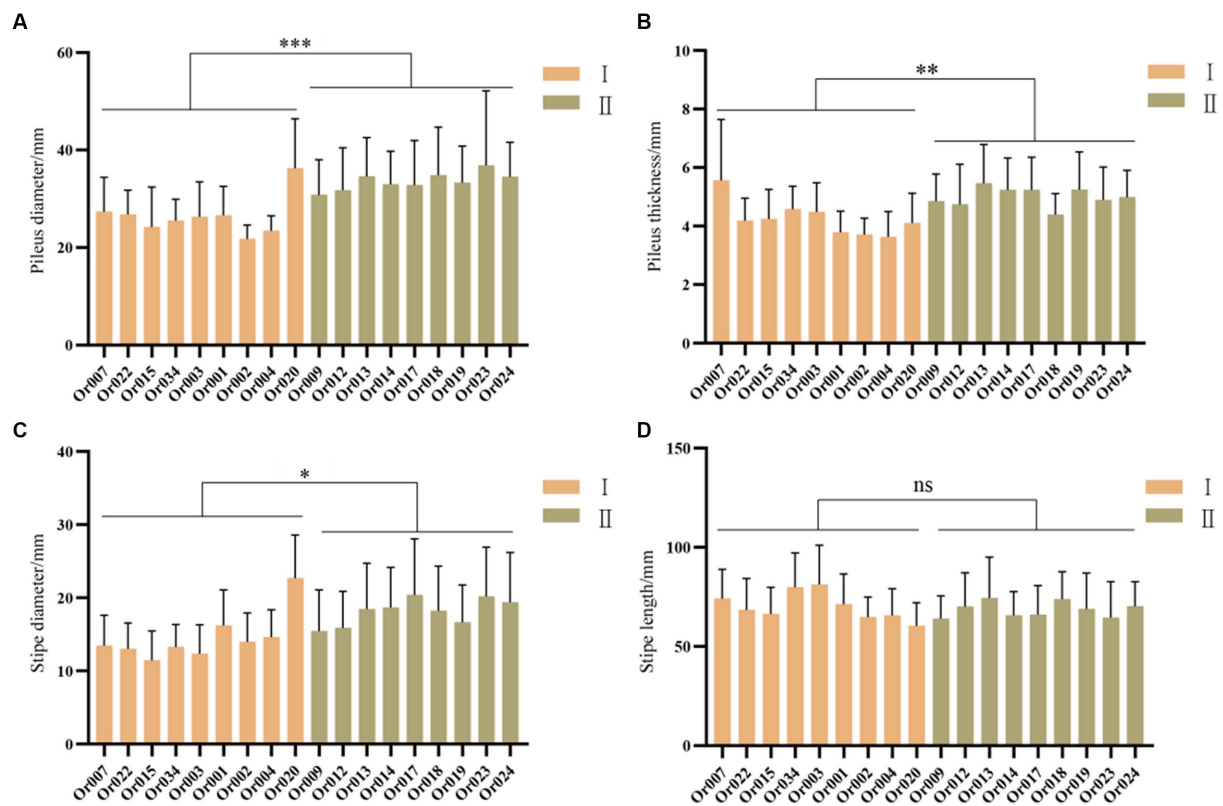 A
Pileus diameter/mm
60
40
20
0
***
I
II
Or007 Or022 Or015 Or034 Or003 Or001 Or002 Or004 Or020 Or009 Or012 Or013 Or014 Or017 Or018 Or019 Or023 Or024
B
Pileus thickness/mm
10
8
6
4
2
0
**
I
II
Or007 Or022 Or015 Or034 Or003 Or001 Or002 Or004 Or020 Or009 Or012 Or013 Or014 Or017 Or018 Or019 Or023 Or024
C
Stipe diameter/mm
40
30
20
10
0
*
I
II
Or007 Or022 Or015 Or034 Or003 Or001 Or002 Or004 Or020 Or009 Or012 Or013 Or014 Or017 Or018 Or019 Or023 Or024
D
Stipe length/mm
150
100
50
0
ns
I
II
Or007 Or022 Or015 Or034 Or003 Or001 Or002 Or004 Or020 Or009 Or012 Or013 Or014 Or017 Or018 Or019 Or023 Or024